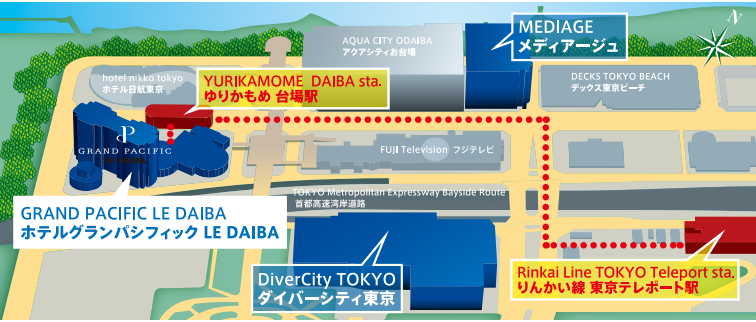 N
AQUA CITY ODAIBA
アクアシティお台場
MEDIAGE
メディアージュ
hotel nikko tokyo
ホテル日航東京
YURIKAMOME DAIBA sta.
ゆりかもめ 台場駅
DECKS TOKYO BEACH
デックス東京ビーチ
P
GRAND PACIFIC
FUJI Television フジテレビ
TOKYO Metropolitan Expressway Bayside Route
首都高速湾岸道路
GRAND PACIFIC LE DAIBA
ホテルグランパシフィック LE DAIBA
DiverCity TOKYO
ダイバーシティ東京
Rinkai Line TOKYO Teleport sta.
りんかい線 東京テレポート駅